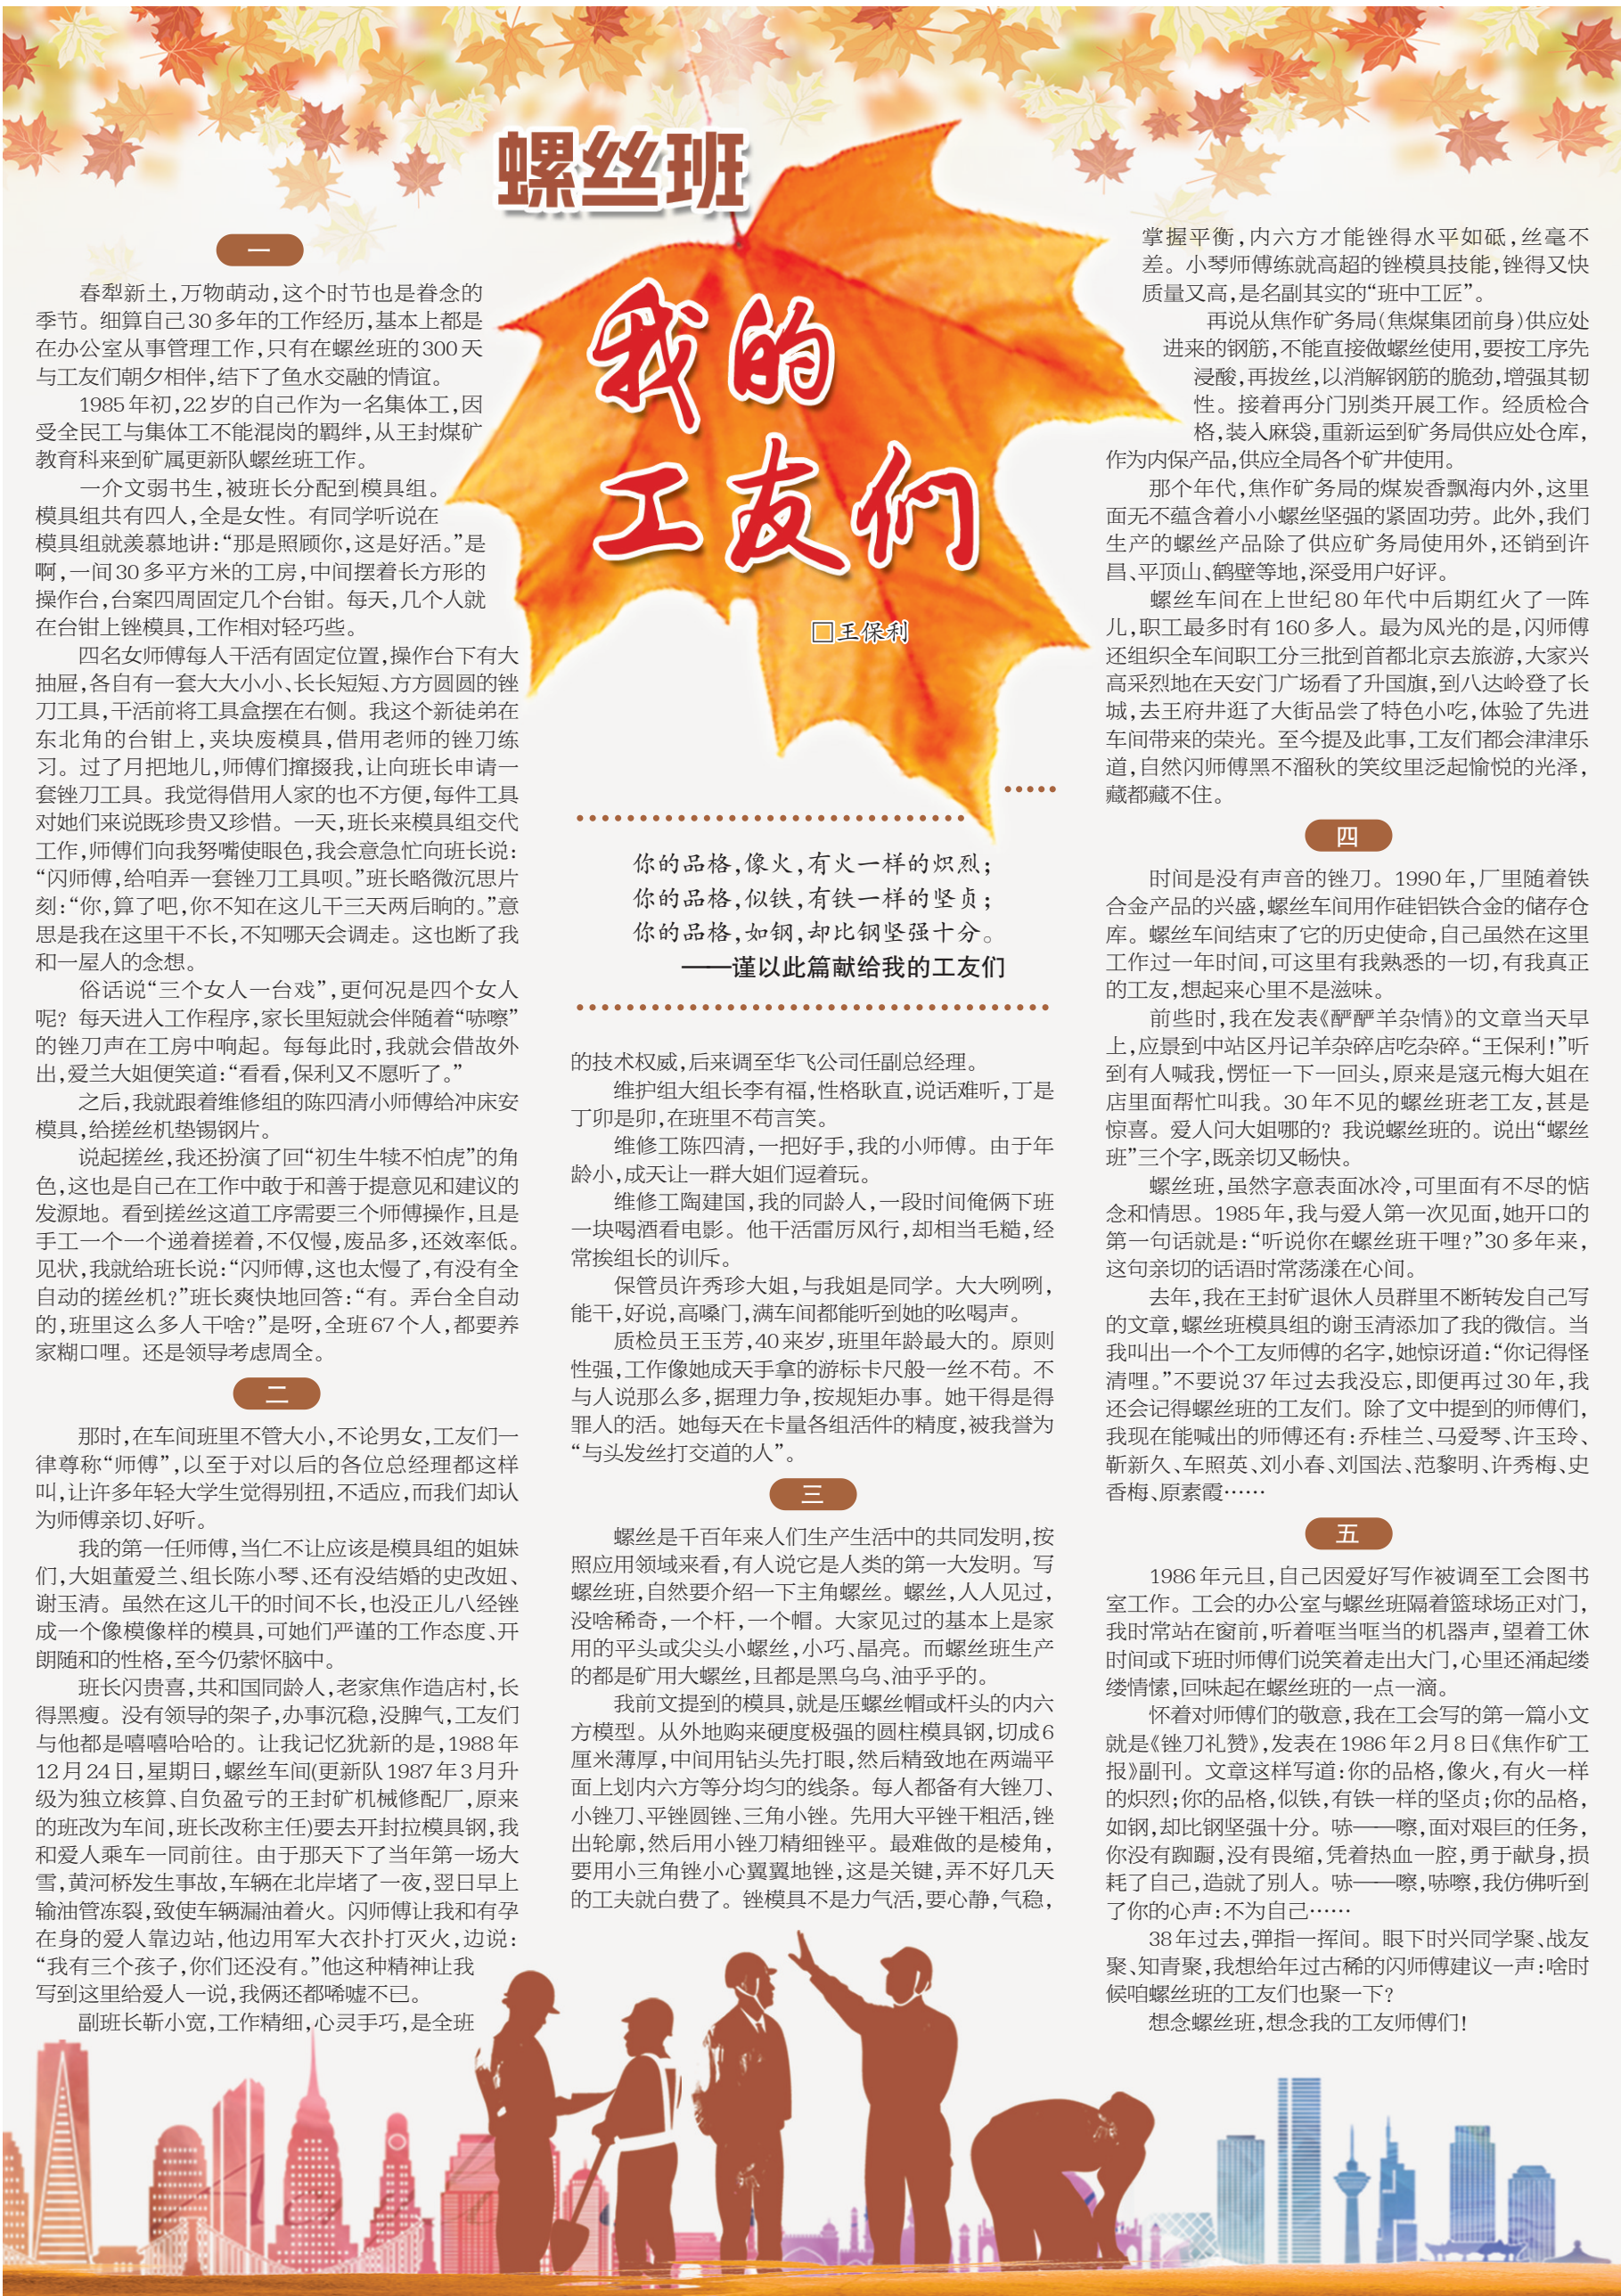 螺丝班
我的
工友们
□王保利
你的品格，像火，有火一样的炽烈；
你的品格，似铁，有铁一样的坚贞；
你的品格，如钢，却比钢坚强十分。
——谨以此篇献给我的工友们
一
春犁新土，万物萌动，这个时节也是眷念的
季节。细算自己30多年的工作经历，基本上都是
在办公室从事管理工作，只有在螺丝班的300天
与工友们朝夕相伴，结下了鱼水交融的情谊。
1985年初，22岁的自己作为一名集体工，因
受全民工与集体工不能混岗的羁绊，从王封煤矿
教育科来到矿属更新队螺丝班工作。
一介文弱书生，被班长分配到模具组。
模具组共有四人，全是女性。有同学听说在
模具组就羡慕地讲：“那是照顾你，这是好活。”是
啊，一间30多平方米的工房，中间摆着长方形的
操作台，台案四周固定几个台钳。每天，几个人就
在台钳上锉模具，工作相对轻巧些。
四名女师傅每人干活有固定位置，操作台下有大
抽屉，各自有一套大大小小、长长短短、方方圆圆的锉
刀工具，干活前将工具盒摆在右侧。我这个新徒弟在
东北角的台钳上，夹块废模具，借用老师的锉刀练
习。过了月把地儿，师傅们撺掇我，让向班长申请一
套锉刀工具。我觉得借用人家的也不方便，每件工具
对她们来说既珍贵又珍惜。一天，班长来模具组交代
工作，师傅们向我努嘴使眼色，我会意急忙向班长说：
“闪师傅，给咱弄一套锉刀工具呗。”班长略微沉思片
刻：“你，算了吧，你不知在这儿干三天两后晌的。”意
思是我在这里干不长，不知哪天会调走。这也断了我
和一屋人的念想。
俗话说“三个女人一台戏”，更何况是四个女人
呢？每天进入工作程序，家长里短就会伴随着“哧嚓”
的锉刀声在工房中响起。每每此时，我就会借故外
出，爱兰大姐便笑道：“看看，保利又不愿听了。”
之后，我就跟着维修组的陈四清小师傅给冲床安
模具，给搓丝机垫锡钢片。
说起搓丝，我还扮演了回“初生牛犊不怕虎”的角
色，这也是自己在工作中敢于和善于提意见和建议的
发源地。看到搓丝这道工序需要三个师傅操作，且是
手工一个一个递着搓着，不仅慢，废品多，还效率低。
见状，我就给班长说：“闪师傅，这也太慢了，有没有全
自动的搓丝机？”班长爽快地回答：“有。弄台全自动
的，班里这么多人干啥？”是呀，全班67个人，都要养
家糊口哩。还是领导考虑周全。
二
那时，在车间班里不管大小，不论男女，工友们一
律尊称“师傅”，以至于对以后的各位总经理都这样
叫，让许多年轻大学生觉得别扭，不适应，而我们却认
为师傅亲切、好听。
我的第一任师傅，当仁不让应该是模具组的姐妹
们，大姐董爱兰、组长陈小琴、还有没结婚的史改妞、
谢玉清。虽然在这儿干的时间不长，也没正儿八经锉
成一个像模像样的模具，可她们严谨的工作态度、开
朗随和的性格，至今仍萦怀脑中。
班长闪贵喜，共和国同龄人，老家焦作造店村，长
得黑瘦。没有领导的架子，办事沉稳，没脾气，工友们
与他都是嘻嘻哈哈的。让我记忆犹新的是，1988年
12月24日，星期日，螺丝车间(更新队1987年3月升
级为独立核算、自负盈亏的王封矿机械修配厂，原来
的班改为车间，班长改称主任)要去开封拉模具钢，我
和爱人乘车一同前往。由于那天下了当年第一场大
雪，黄河桥发生事故，车辆在北岸堵了一夜，翌日早上
输油管冻裂，致使车辆漏油着火。闪师傅让我和有孕
在身的爱人靠边站，他边用军大衣扑打灭火，边说：
“我有三个孩子，你们还没有。”他这种精神让我
写到这里给爱人一说，我俩还都唏嘘不已。
副班长靳小宽，工作精细，心灵手巧，是全班
的技术权威，后来调至华飞公司任副总经理。
维护组大组长李有福，性格耿直，说话难听，丁是
丁卯是卯，在班里不苟言笑。
维修工陈四清，一把好手，我的小师傅。由于年
龄小，成天让一群大姐们逗着玩。
维修工陶建国，我的同龄人，一段时间俺俩下班
一块喝酒看电影。他干活雷厉风行，却相当毛糙，经
常挨组长的训斥。
保管员许秀珍大姐，与我姐是同学。大大咧咧，
能干，好说，高嗓门，满车间都能听到她的吆喝声。
质检员王玉芳，40来岁，班里年龄最大的。原则
性强，工作像她成天手拿的游标卡尺般一丝不苟。不
与人说那么多，据理力争，按规矩办事。她干得是得
罪人的活。她每天在卡量各组活件的精度，被我誉为
“与头发丝打交道的人”。
三
螺丝是千百年来人们生产生活中的共同发明，按
照应用领域来看，有人说它是人类的第一大发明。写
螺丝班，自然要介绍一下主角螺丝。螺丝，人人见过，
没啥稀奇，一个杆，一个帽。大家见过的基本上是家
用的平头或尖头小螺丝，小巧、晶亮。而螺丝班生产
的都是矿用大螺丝，且都是黑乌乌、油乎乎的。
我前文提到的模具，就是压螺丝帽或杆头的内六
方模型。从外地购来硬度极强的圆柱模具钢，切成6
厘米薄厚，中间用钻头先打眼，然后精致地在两端平
面上划内六方等分均匀的线条。每人都备有大锉刀、
小锉刀、平锉圆锉、三角小锉。先用大平锉干粗活，锉
出轮廓，然后用小锉刀精细锉平。最难做的是棱角，
要用小三角锉小心翼翼地锉，这是关键，弄不好几天
的工夫就白费了。锉模具不是力气活，要心静，气稳，
掌握平衡，内六方才能锉得水平如砥，丝毫不
差。小琴师傅练就高超的锉模具技能，锉得又快
质量又高，是名副其实的“班中工匠”。
再说从焦作矿务局(焦煤集团前身)供应处
进来的钢筋，不能直接做螺丝使用，要按工序先
浸酸，再拔丝，以消解钢筋的脆劲，增强其韧
性。接着再分门别类开展工作。经质检合
格，装入麻袋，重新运到矿务局供应处仓库，
作为内保产品，供应全局各个矿井使用。
那个年代，焦作矿务局的煤炭香飘海内外，这里
面无不蕴含着小小螺丝坚强的紧固功劳。此外，我们
生产的螺丝产品除了供应矿务局使用外，还销到许
昌、平顶山、鹤壁等地，深受用户好评。
螺丝车间在上世纪80年代中后期红火了一阵
儿，职工最多时有160多人。最为风光的是，闪师傅
还组织全车间职工分三批到首都北京去旅游，大家兴
高采烈地在天安门广场看了升国旗，到八达岭登了长
城，去王府井逛了大街品尝了特色小吃，体验了先进
车间带来的荣光。至今提及此事，工友们都会津津乐
道，自然闪师傅黑不溜秋的笑纹里泛起愉悦的光泽，
藏都藏不住。
四
时间是没有声音的锉刀。1990年，厂里随着铁
合金产品的兴盛，螺丝车间用作硅铝铁合金的储存仓
库。螺丝车间结束了它的历史使命，自己虽然在这里
工作过一年时间，可这里有我熟悉的一切，有我真正
的工友，想起来心里不是滋味。
前些时，我在发表《酽酽羊杂情》的文章当天早
上，应景到中站区丹记羊杂碎店吃杂碎。“王保利！”听
到有人喊我，愣怔一下一回头，原来是寇元梅大姐在
店里面帮忙叫我。30年不见的螺丝班老工友，甚是
惊喜。爱人问大姐哪的？我说螺丝班的。说出“螺丝
班”三个字，既亲切又畅快。
螺丝班，虽然字意表面冰冷，可里面有不尽的惦
念和情思。1985年，我与爱人第一次见面，她开口的
第一句话就是：“听说你在螺丝班干哩？”30多年来，
这句亲切的话语时常荡漾在心间。
去年，我在王封矿退休人员群里不断转发自己写
的文章，螺丝班模具组的谢玉清添加了我的微信。当
我叫出一个个工友师傅的名字，她惊讶道：“你记得怪
清哩。”不要说37年过去我没忘，即便再过30年，我
还会记得螺丝班的工友们。除了文中提到的师傅们，
我现在能喊出的师傅还有：乔桂兰、马爱琴、许玉玲、
靳新久、车照英、刘小春、刘国法、范黎明、许秀梅、史
香梅、原素霞……
五
1986年元旦，自己因爱好写作被调至工会图书
室工作。工会的办公室与螺丝班隔着篮球场正对门，
我时常站在窗前，听着哐当哐当的机器声，望着工休
时间或下班时师傅们说笑着走出大门，心里还涌起缕
缕情愫，回味起在螺丝班的一点一滴。
怀着对师傅们的敬意，我在工会写的第一篇小文
就是《锉刀礼赞》，发表在1986年2月8日《焦作矿工
报》副刊。文章这样写道：你的品格，像火，有火一样
的炽烈；你的品格，似铁，有铁一样的坚贞；你的品格，
如钢，却比钢坚强十分。哧——嚓，面对艰巨的任务，
你没有踟蹰，没有畏缩，凭着热血一腔，勇于献身，损
耗了自己，造就了别人。哧——嚓，哧嚓，我仿佛听到
了你的心声：不为自己……
38年过去，弹指一挥间。眼下时兴同学聚、战友
聚、知青聚，我想给年过古稀的闪师傅建议一声：啥时
候咱螺丝班的工友们也聚一下？
想念螺丝班，想念我的工友师傅们！